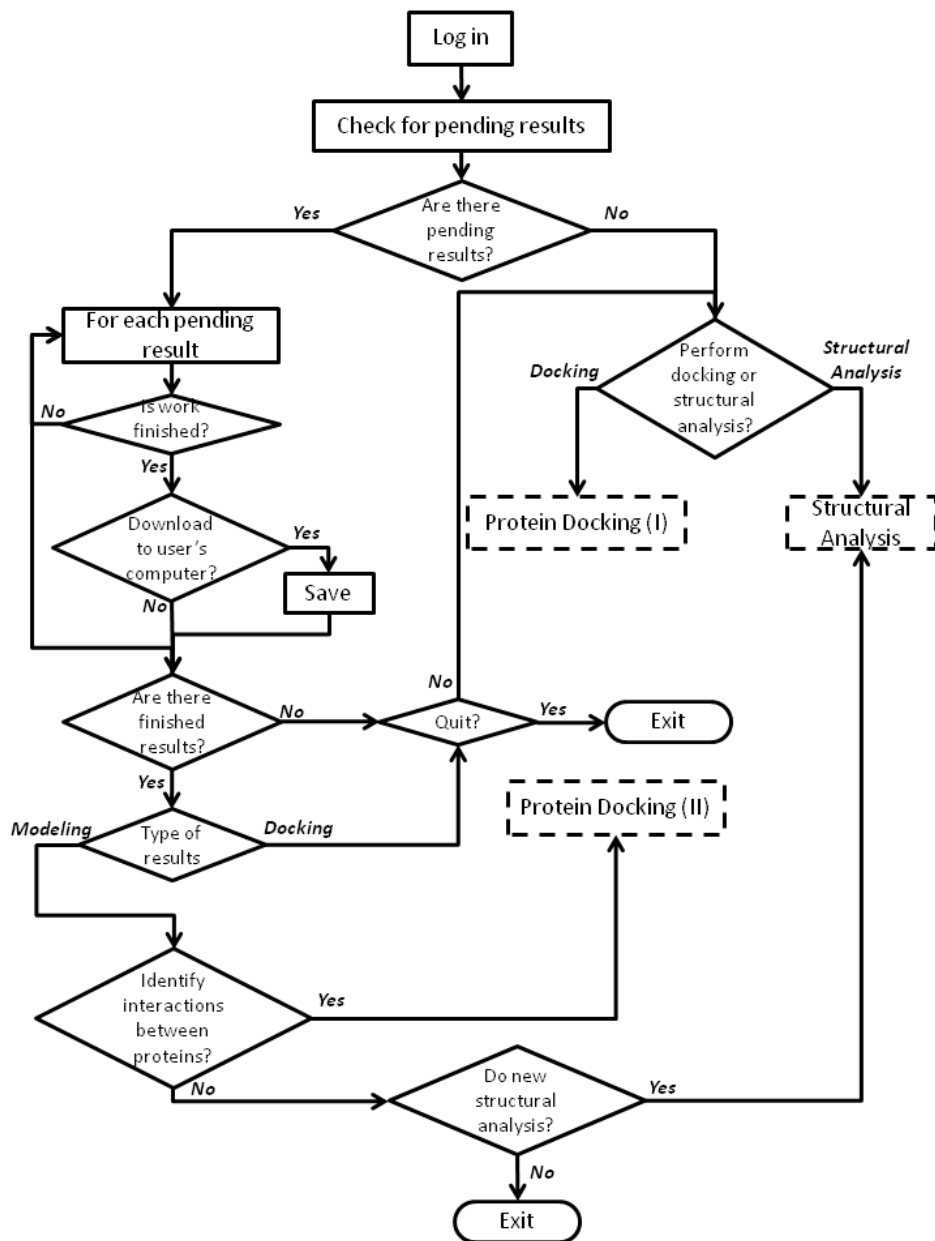 Log in
Check for pending results
Are there
pending
results?
Yes
No
For each pending
result
Perform
docking or
structural
analysis?
Docking
Structural
Analysis
No
Is work
finished?
Yes
Download
to user's
computer?
Yes
No
Save
Protein Docking (I)
Structural
Analysis
Are there
finished
results?
No
Yes
No
Quit?
Yes
Exit
Modeling
Type of
results
Docking
Protein Docking (II)
Identify
interactions
between
proteins?
Yes
No
Do new
structural
analysis?
Yes
No
Exit